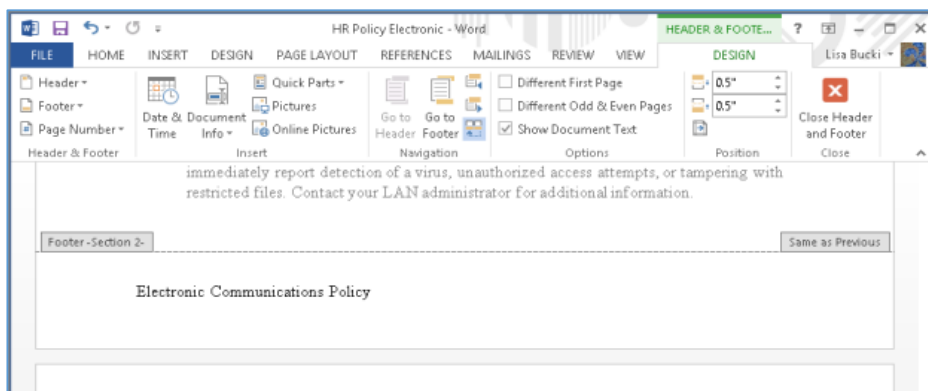 HR Policy Electronic - Word
HEADER & FOOTE... ?
FILE HOME INSERT DESIGN PAGE LAYOUT REFERENCES MAILINGS REVIEW VIEW DESIGN Lisa Bucki
Header
Footer
Page Number
Header & Footer
Date & Time
Document Info
Quick Parts
Pictures
Online Pictures
Insert
Go to Header
Go to Footer
Navigation
Different First Page
Different Odd & Even Pages
Show Document Text
Options
0.5"
0.5"
Position
Close Header and Footer
Close
immediately report detection of a virus, unauthorized access attempts, or tampering with
restricted files. Contact your LAN administrator for additional information.
Footer -Section 2-
Same as Previous
Electronic Communications Policy